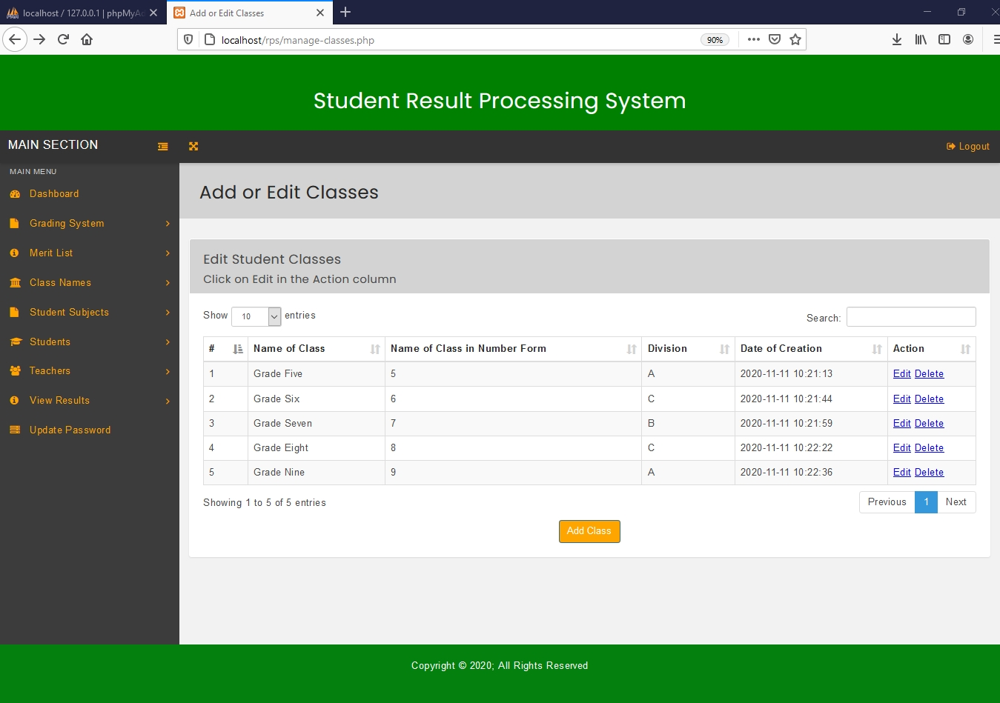 localhost / 127.0.0.1 | phpMyAd
Add or Edit Classes
localhost/rps/manage-classes.php
90%
Student Result Processing System
MAIN SECTION
Logout
MAIN MENU
Dashboard
Grading System
Merit List
Class Names
Student Subjects
Students
Teachers
View Results
Update Password
Add or Edit Classes
Edit Student Classes
Click on Edit in the Action column
Show 10 entries
Search:
# Name of Class Name of Class in Number Form Division Date of Creation Action
1 Grade Five 5 A 2020-11-11 10:21:13 Edit Delete
2 Grade Six 6 C 2020-11-11 10:21:44 Edit Delete
3 Grade Seven 7 B 2020-11-11 10:21:59 Edit Delete
4 Grade Eight 8 C 2020-11-11 10:22:22 Edit Delete
5 Grade Nine 9 A 2020-11-11 10:22:36 Edit Delete
Showing 1 to 5 of 5 entries
Previous 1 Next
Add Class
Copyright © 2020; All Rights Reserved